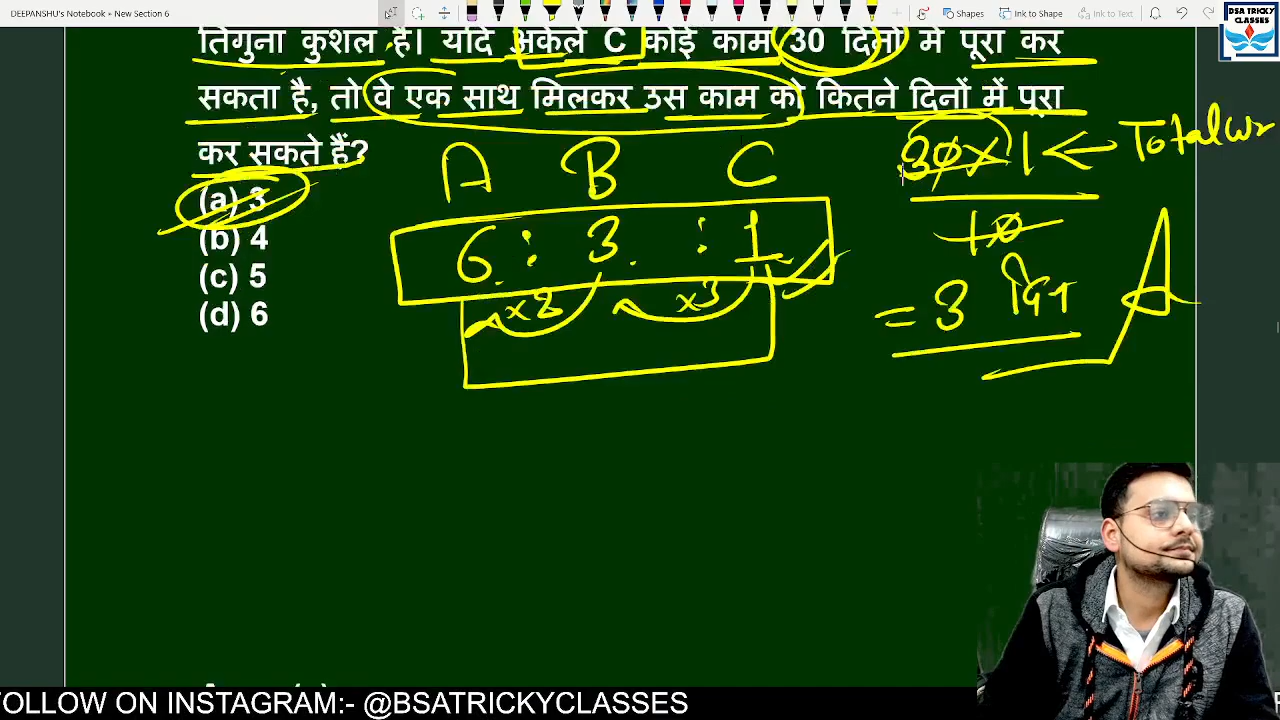 DEEPANSHU's Notebook ▸ New Section 6
Shapes
Ink to Shape
Ink to Text
BSA TRICKY
CLASSES
तिगुना कुशल है। यदि अकेले C कोई काम 30 दिनों में पूरा कर
सकता है, तो वे एक साथ मिलकर उस काम को कितने दिनों में पूरा
कर सकते हैं?
(a) 3
(b) 4
(c) 5
(d) 6
A B C
6 : 3 : 1
×2 ×3
30×1 ← Total wr
10
= 3 दिन
A
FOLLOW ON INSTAGRAM:- @BSATRICKYCLASSES